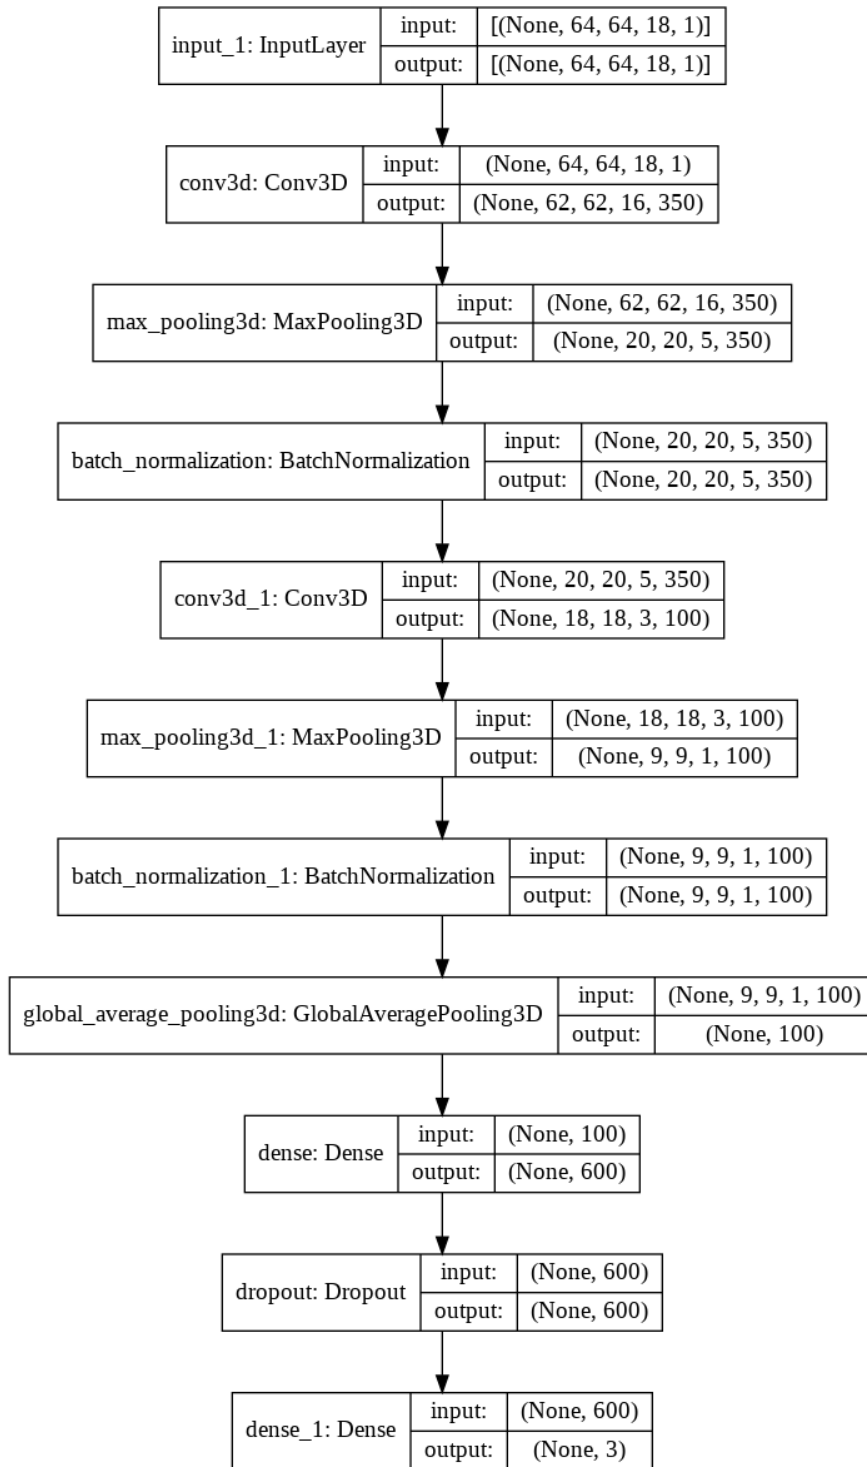 input_1: InputLayer
input:
[(None, 64, 64, 18, 1)]
output:
[(None, 64, 64, 18, 1)]
conv3d: Conv3D
input:
(None, 64, 64, 18, 1)
output:
(None, 62, 62, 16, 350)
max_pooling3d: MaxPooling3D
input:
(None, 62, 62, 16, 350)
output:
(None, 20, 20, 5, 350)
batch_normalization: BatchNormalization
input:
(None, 20, 20, 5, 350)
output:
(None, 20, 20, 5, 350)
conv3d_1: Conv3D
input:
(None, 20, 20, 5, 350)
output:
(None, 18, 18, 3, 100)
max_pooling3d_1: MaxPooling3D
input:
(None, 18, 18, 3, 100)
output:
(None, 9, 9, 1, 100)
batch_normalization_1: BatchNormalization
input:
(None, 9, 9, 1, 100)
output:
(None, 9, 9, 1, 100)
global_average_pooling3d: GlobalAveragePooling3D
input:
(None, 9, 9, 1, 100)
output:
(None, 100)
dense: Dense
input:
(None, 100)
output:
(None, 600)
dropout: Dropout
input:
(None, 600)
output:
(None, 600)
dense_1: Dense
input:
(None, 600)
output:
(None, 3)